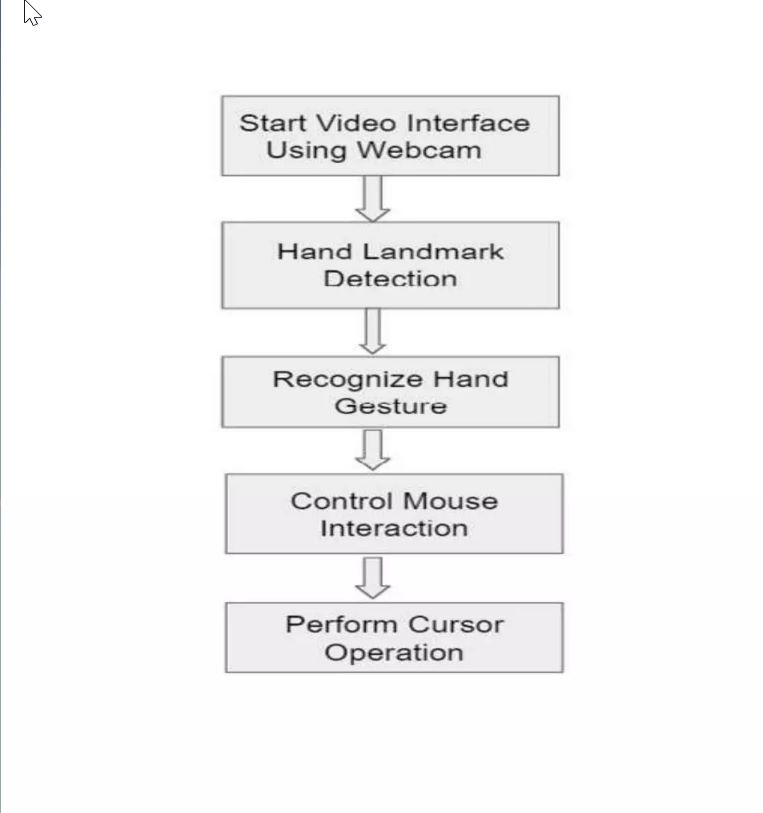 Start Video Interface
Using Webcam
Hand Landmark
Detection
Recognize Hand
Gesture
Control Mouse
Interaction
Perform Cursor
Operation